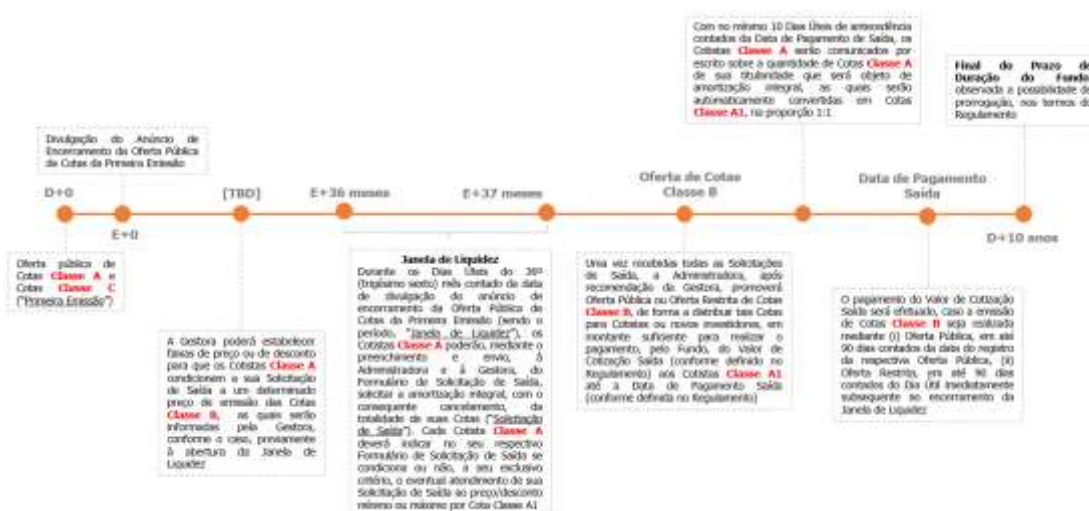 Com no mínimo 10 Dias Úteis de antecedência
contados da Data de Pagamento de Saída, os
Cotistas Classe A serão comunicados por
escrito sobre a quantidade de Cotas Classe A
de sua titularidade que será objeto de
amortização integral, as quais serão
automaticamente convertidas em Cotas
Classe A1, na proporção 1:1
Final do Prazo de
Duração do Fundo,
observada a possibilidade de
prorrogação, nos termos do
Regulamento
Divulgação do Anúncio de
Encerramento da Oferta Pública
de Cotas da Primeira Emissão
D+0
[TBD]
E+36 meses
E+37 meses
Oferta de Cotas
Classe B
Data de Pagamento
Saída
E+0
D+10 anos
Oferta pública de
Cotas Classe A e
Cotas Classe C
("Primeira Emissão")
A Gestora poderá estabelecer
faixas de preço ou de desconto
para que os Cotistas Classe A
condicionem a sua Solicitação
de Saída a um determinado
preço de emissão das Cotas
Classe B, as quais serão
informadas pela Gestora,
conforme o caso, previamente
à abertura da Janela de
Liquidez
Janela de Liquidez
Durante os Dias Úteis do 36º
(trigésimo sexto) mês contado da data
de divulgação do anúncio de
encerramento da Oferta Pública de
Cotas da Primeira Emissão (sendo o
período, "Janela de Liquidez"), os
Cotistas Classe A poderão, mediante o
preenchimento e envio, à
Administradora e à Gestora, do
Formulário de Solicitação de Saída,
solicitar a amortização integral, com o
consequente cancelamento, da
totalidade de suas Cotas ("Solicitação
de Saída"). Cada Cotista Classe A
deverá indicar no seu respectivo
Formulário de Solicitação de Saída se
condiciona ou não, a seu exclusivo
critério, o eventual atendimento de sua
Solicitação de Saída ao preço/desconto
mínimo ou máximo por Cota Classe A1
Uma vez recebidas todas as Solicitações
de Saída, a Administradora, após
recomendação da Gestora, promoverá
Oferta Pública ou Oferta Restrita de Cotas
Classe B, de forma a distribuir tais Cotas
para Cotistas ou novos investidores, em
montante suficiente para realizar o
pagamento, pelo Fundo, do Valor de
Cotização Saída (conforme definido no
Regulamento) aos Cotistas Classe A1
até a Data de Pagamento Saída
(conforme definida no Regulamento)
O pagamento do Valor de Cotização
Saída será efetuado, caso a emissão
de Cotas Classe B seja realizada
mediante (i) Oferta Pública, em até
90 dias contados da data do registro
da respectiva Oferta Pública, (ii)
Oferta Restrita, em até 90 dias
contados do Dia Útil imediatamente
subsequente ao encerramento da
Janela de Liquidez